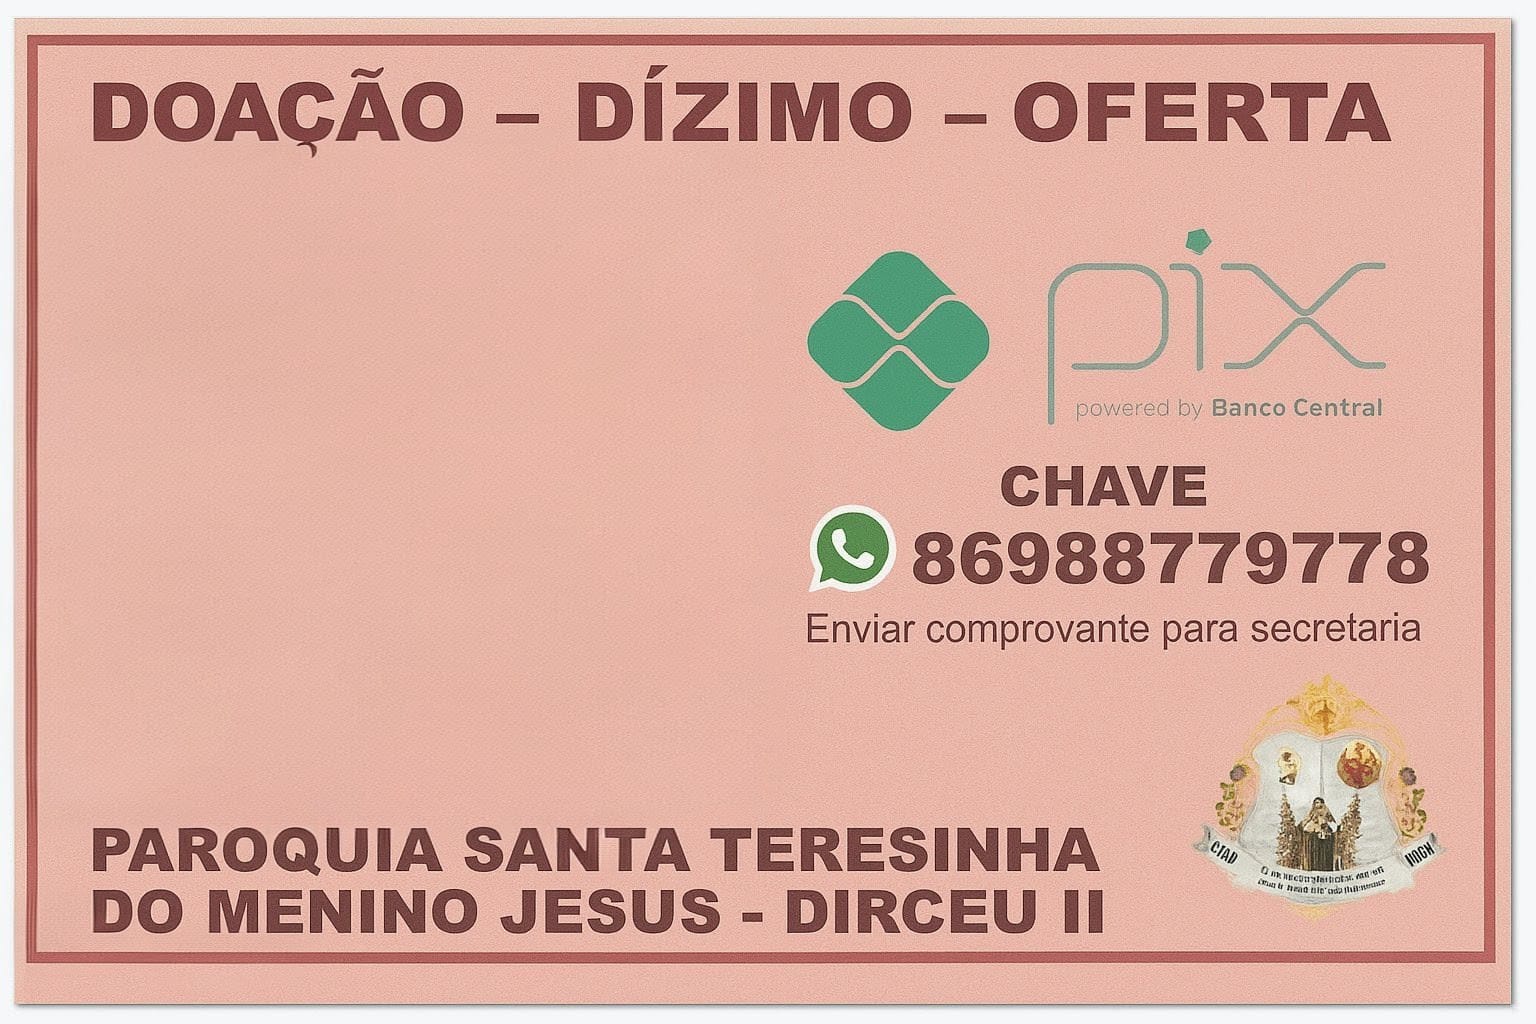 DOAÇÃO – DÍZIMO – OFERTA
pix
powered by Banco Central
CHAVE
86988779778
Enviar comprovante para secretaria
PAROQUIA SANTA TERESINHA
DO MENINO JESUS - DIRCEU II